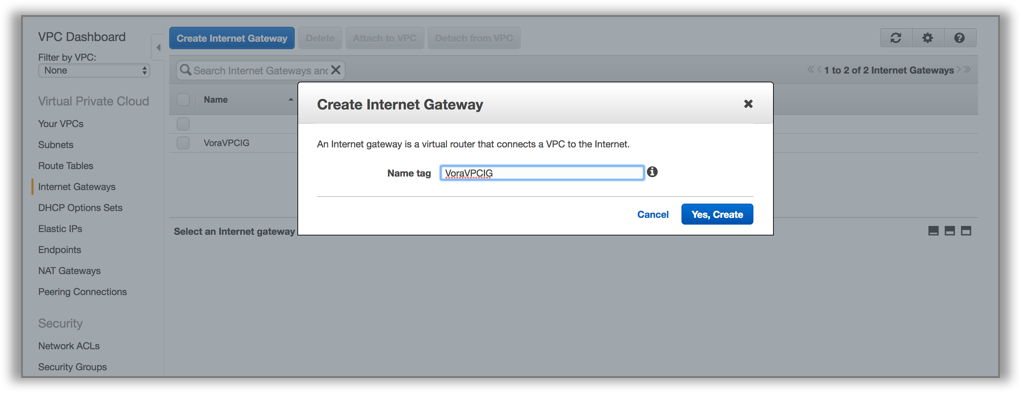 VPC Dashboard
Filter by VPC:
None
Virtual Private Cloud
Your VPCs
Subnets
Route Tables
Internet Gateways
DHCP Options Sets
Elastic IPs
Endpoints
NAT Gateways
Peering Connections
Security
Network ACLs
Security Groups
Create Internet Gateway Delete Attach to VPC Detach from VPC
Search Internet Gateways and X
«< 1 to 2 of 2 Internet Gateways >»
Name
VoraVPCIG
Select an Internet gateway
Create Internet Gateway
An Internet gateway is a virtual router that connects a VPC to the Internet.
Name tag VoraVPCIG
Cancel Yes, Create